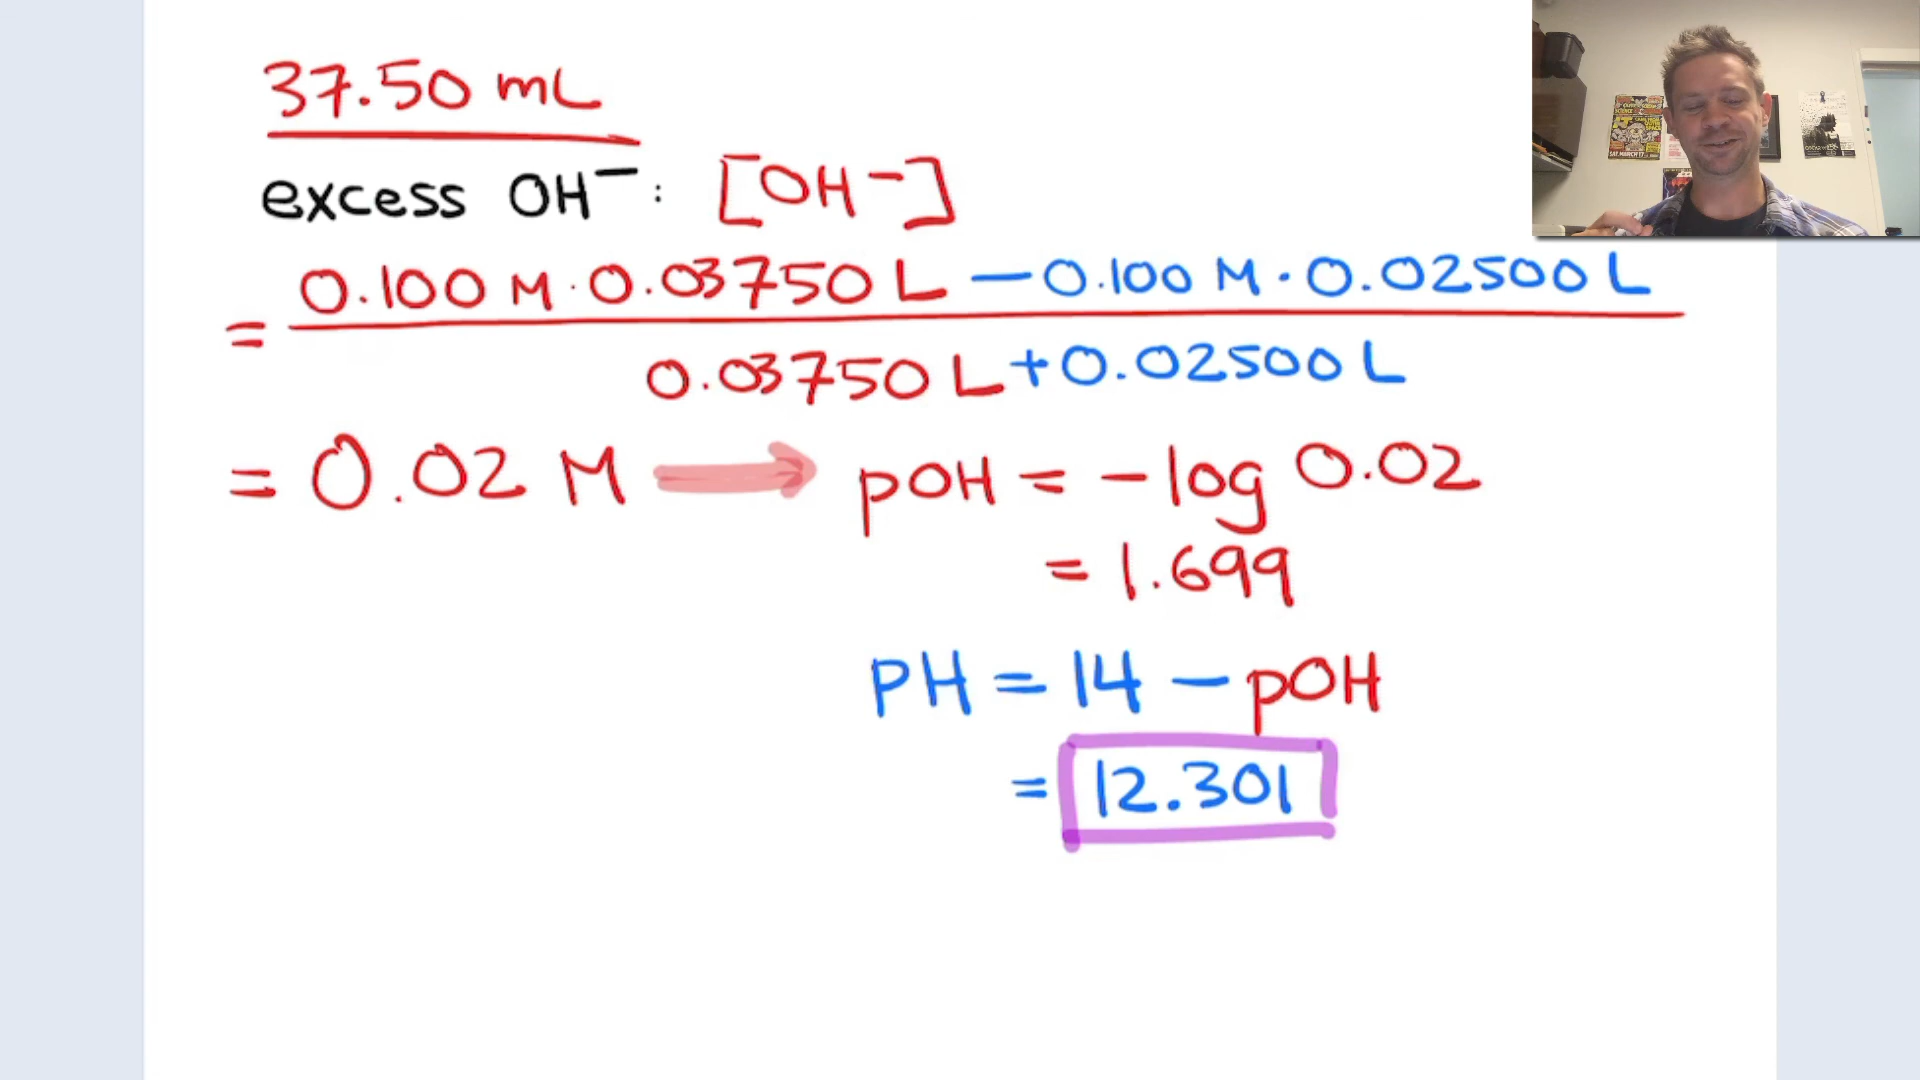 37.50 mL
excess OH⁻: [OH⁻]
= 0.100 M · 0.03750 L − 0.100 M · 0.02500 L
0.03750 L + 0.02500 L
= 0.02 M → pOH = -log 0.02
= 1.699
PH = 14 − pOH
= 12.301